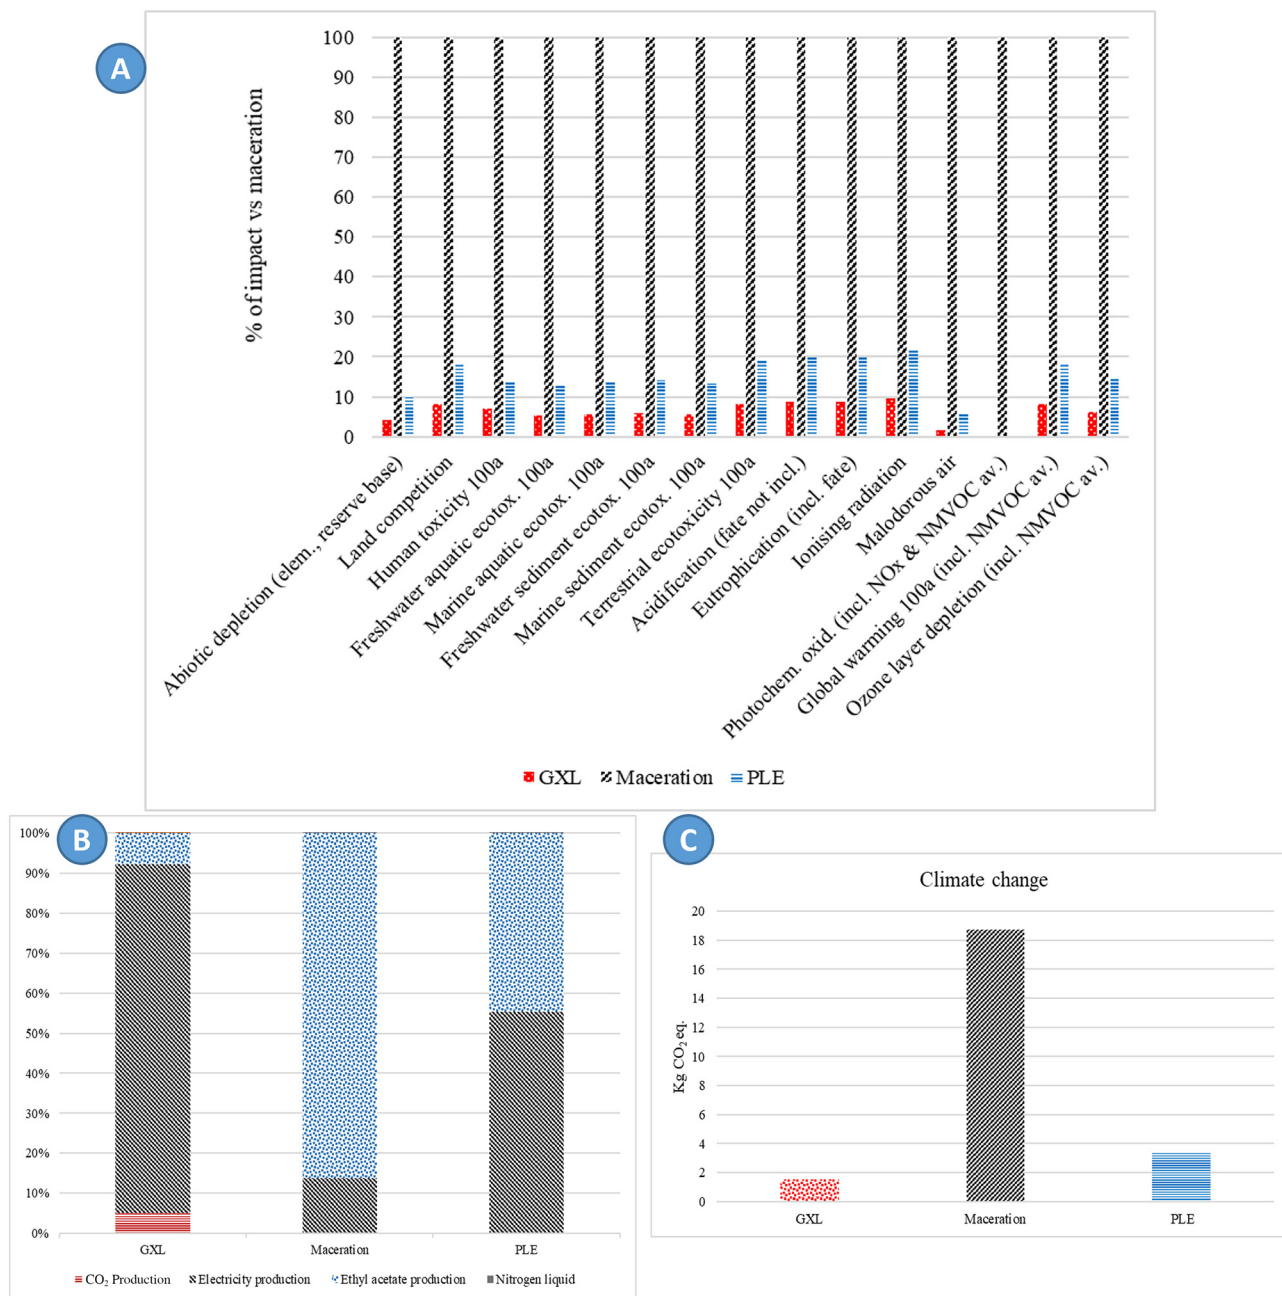 A
% of impact vs maceration
100
90
80
70
60
50
40
30
20
10
0
Abiotic depletion (elem., reserve base)
Land competition
Human toxicity 100a
Freshwater aquatic ecotox. 100a
Marine aquatic ecotox. 100a
Freshwater sediment ecotox. 100a
Marine sediment ecotox. 100a
Terrestrial ecotoxicity 100a
Acidification (fate not incl.)
Eutrophication (incl. fate)
Ionising radiation
Malodorous air
Photochem. oxid. (incl. NOx & NMVOC av.)
Global warming 100a (incl. NMVOC av.)
Ozone layer depletion (incl. NMVOC av.)
GXL Maceration PLE
B
100%
90%
80%
70%
60%
50%
40%
30%
20%
10%
0%
GXL Maceration PLE
CO₂ Production Electricity production Ethyl acetate production Nitrogen liquid
C
Climate change
Kg CO₂ eq.
20
18
16
14
12
10
8
6
4
2
0
GXL Maceration PLE